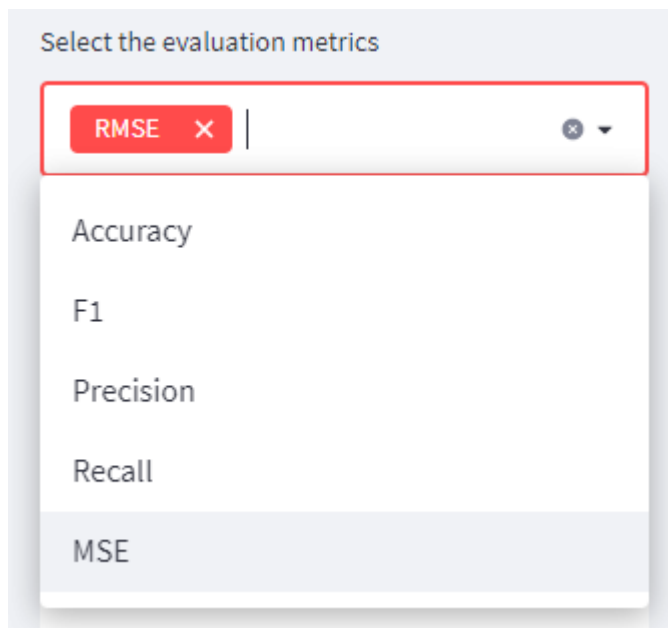 Select the evaluation metrics
RMSE
Accuracy
F1
Precision
Recall
MSE